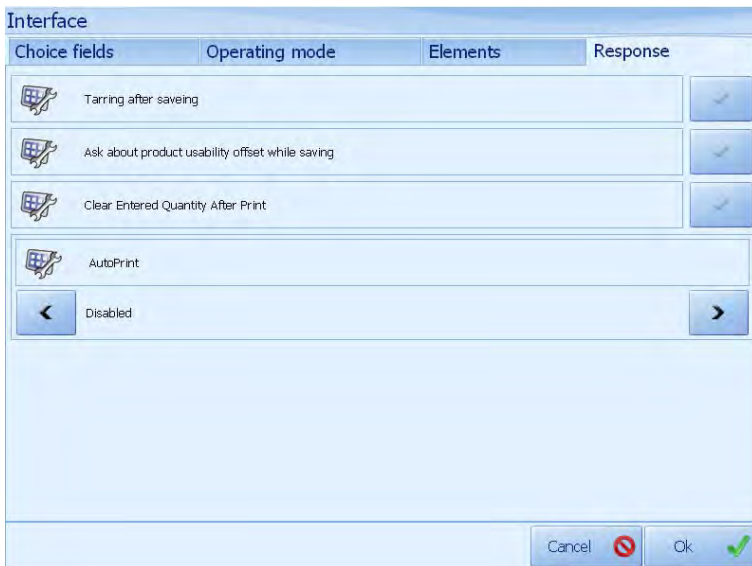 Interface
Choice fields Operating mode Elements Response
Tarring after saveing
Ask about product usability offset while saving
Clear Entered Quantity After Print
AutoPrint
Disabled
Cancel Ok